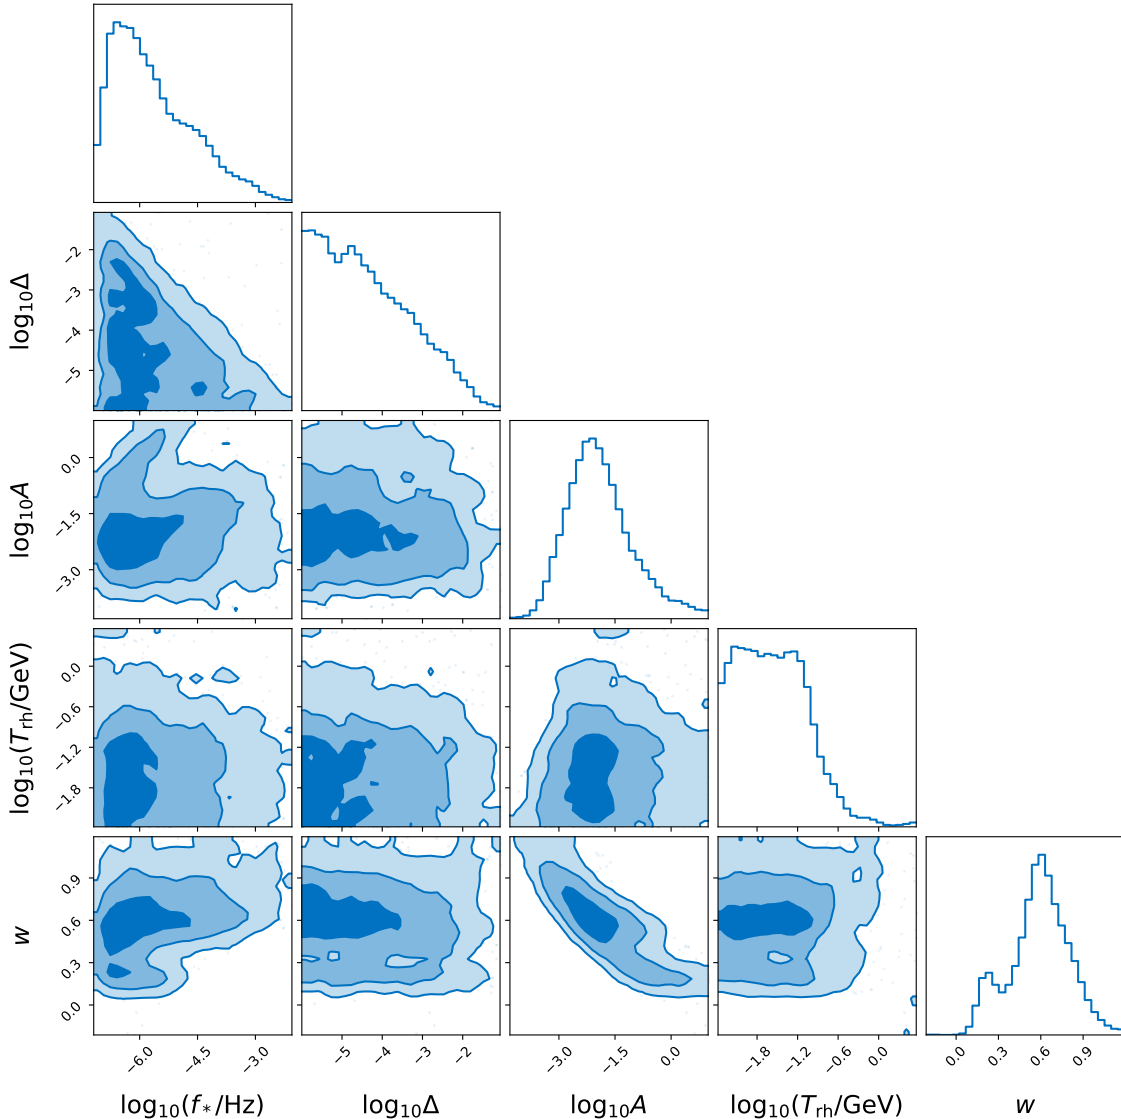 log₁₀Δ
−2
−3
−4
−5
log₁₀A
0.0
−1.5
−3.0
log₁₀(T_rh/GeV)
0.0
−0.6
−1.2
−1.8
w
0.9
0.6
0.3
0.0
−6.0 −4.5 −3.0 −5 −4 −3 −2 −3.0 −1.5 0.0 −1.8 −1.2 −0.6 0.0 0.0 0.3 0.6 0.9
log₁₀(f_*/Hz) log₁₀Δ log₁₀A log₁₀(T_rh/GeV) w